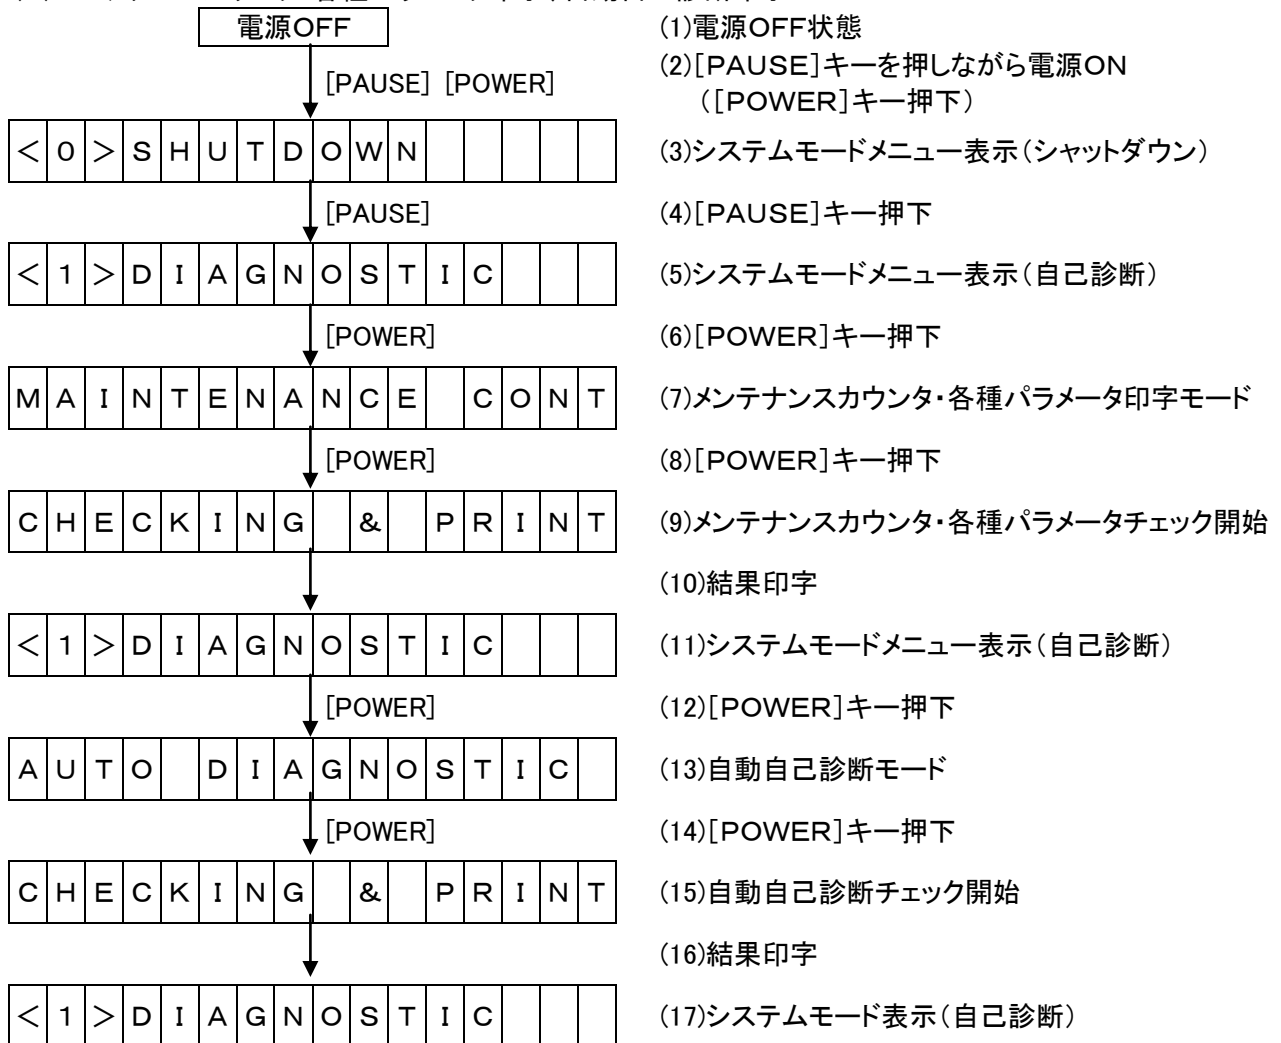 電源OFF (1)電源OFF状態
[PAUSE] [POWER] (2)[PAUSE]キーを押しながら電源ON
([POWER]キー押下)
<0>SHUTDOWN (3)システムモードメニュー表示(シャットダウン)
[PAUSE] (4)[PAUSE]キー押下
<1>DIAGNOSTIC (5)システムモードメニュー表示(自己診断)
[POWER] (6)[POWER]キー押下
MAINTENANCE CONT (7)メンテナンスカウンタ・各種パラメータ印字モード
[POWER] (8)[POWER]キー押下
CHECKING & PRINT (9)メンテナンスカウンタ・各種パラメータチェック開始
(10)結果印字
<1>DIAGNOSTIC (11)システムモードメニュー表示(自己診断)
[POWER] (12)[POWER]キー押下
AUTO DIAGNOSTIC (13)自動自己診断モード
[POWER] (14)[POWER]キー押下
CHECKING & PRINT (15)自動自己診断チェック開始
(16)結果印字
<1>DIAGNOSTIC (17)システムモード表示(自己診断)